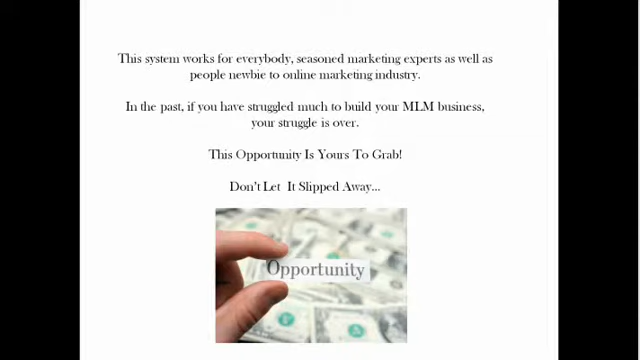 This system works for everybody, seasoned marketing experts as well as
people newbie to online marketing industry.
In the past, if you have struggled much to build your MLM business,
your struggle is over.
This Opportunity Is Yours To Grab!
Don't Let It Slipped Away...
Opportunity